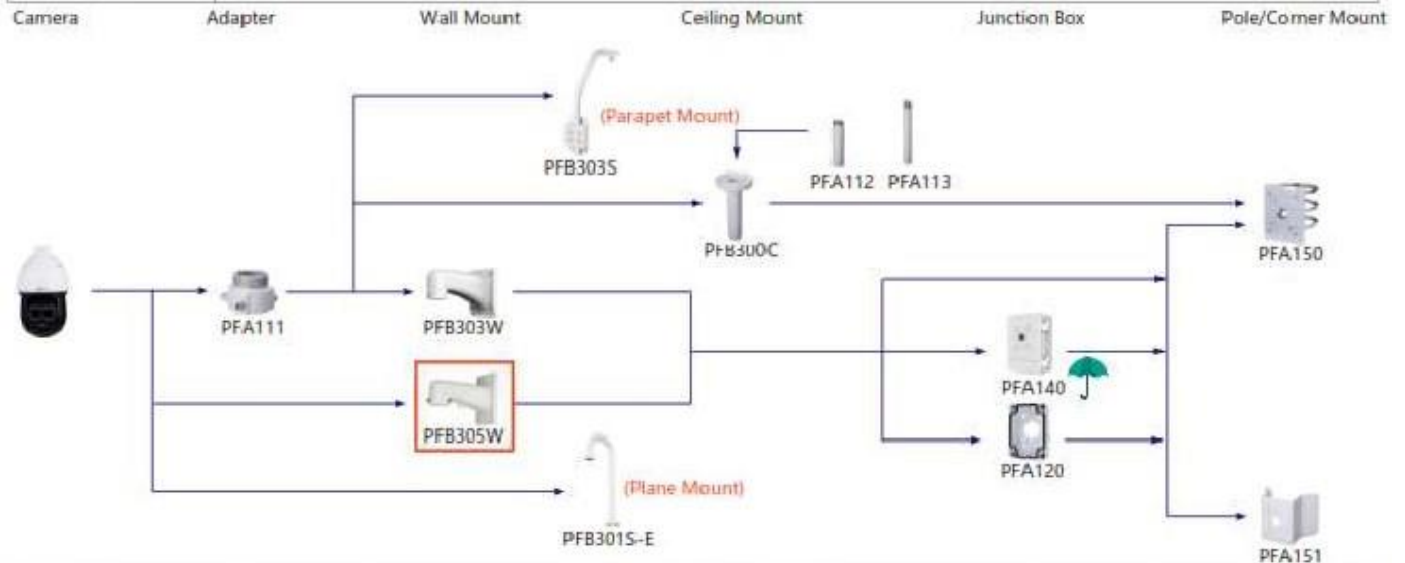 Camera Adapter Wall Mount Ceiling Mount Junction Box Pole/Corner Mount
(Parapet Mount)
PFB303S
PFA112 PFA113
PFB300C
PFA150
PFA111
PFB303W
PFA140
PFB305W
PFA120
(Plane Mount)
PFB301S-E
PFA151